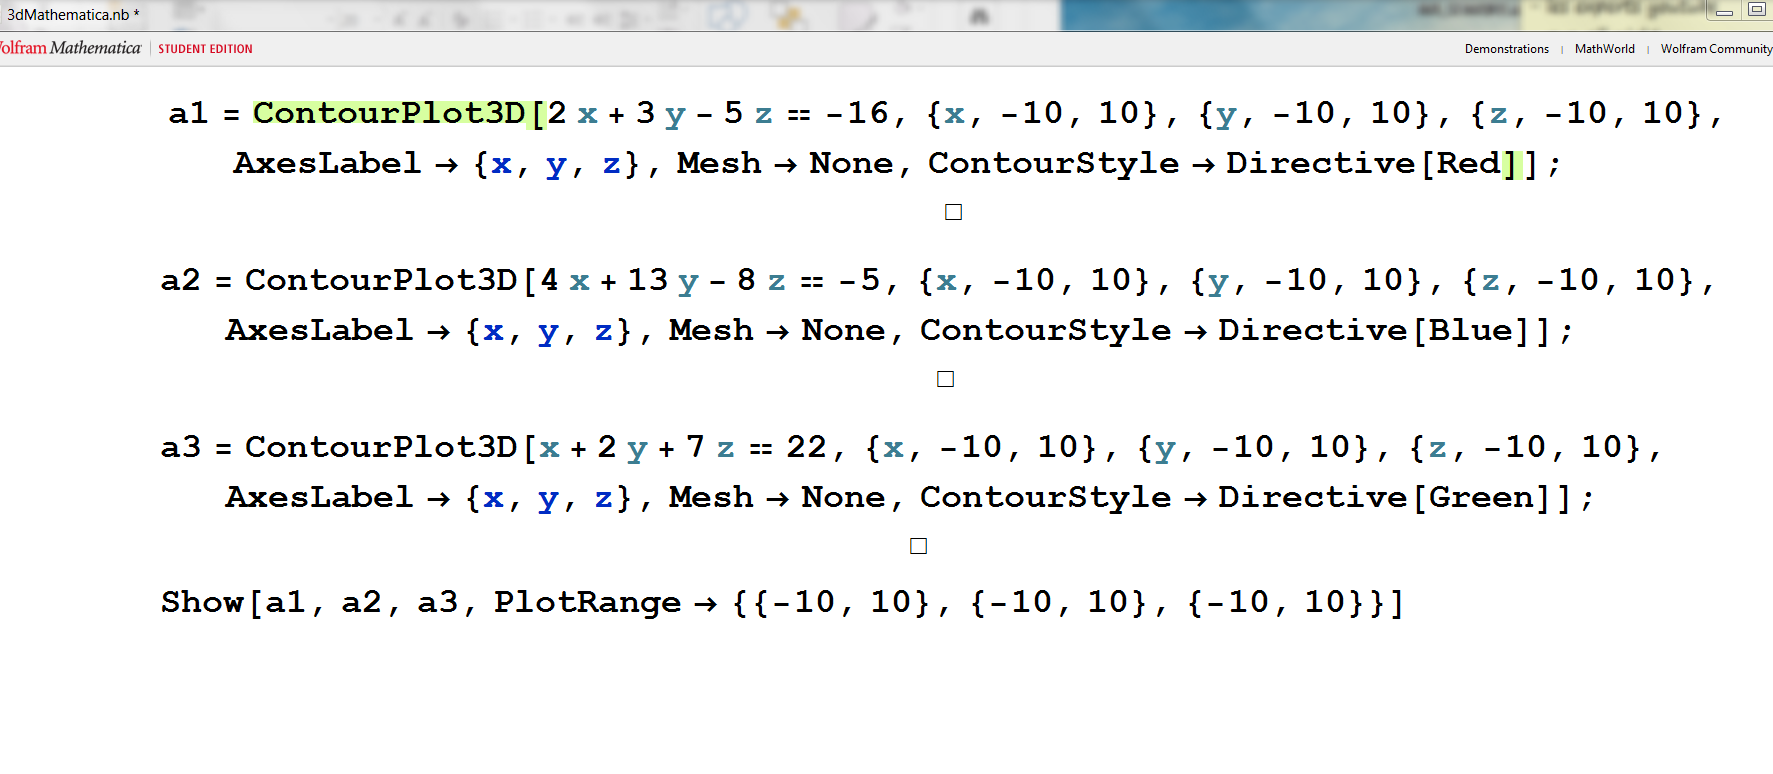 3dMathematica.nb *
olfram Mathematica | STUDENT EDITION
Demonstrations | MathWorld | Wolfram Community
a1 = ContourPlot3D[2 x + 3 y - 5 z == -16, {x, -10, 10}, {y, -10, 10}, {z, -10, 10},
AxesLabel → {x, y, z}, Mesh → None, ContourStyle → Directive[Red]];
a2 = ContourPlot3D[4 x + 13 y - 8 z == -5, {x, -10, 10}, {y, -10, 10}, {z, -10, 10},
AxesLabel → {x, y, z}, Mesh → None, ContourStyle → Directive[Blue]];
a3 = ContourPlot3D[x + 2 y + 7 z == 22, {x, -10, 10}, {y, -10, 10}, {z, -10, 10},
AxesLabel → {x, y, z}, Mesh → None, ContourStyle → Directive[Green]];
Show[a1, a2, a3, PlotRange → {{-10, 10}, {-10, 10}, {-10, 10}}]